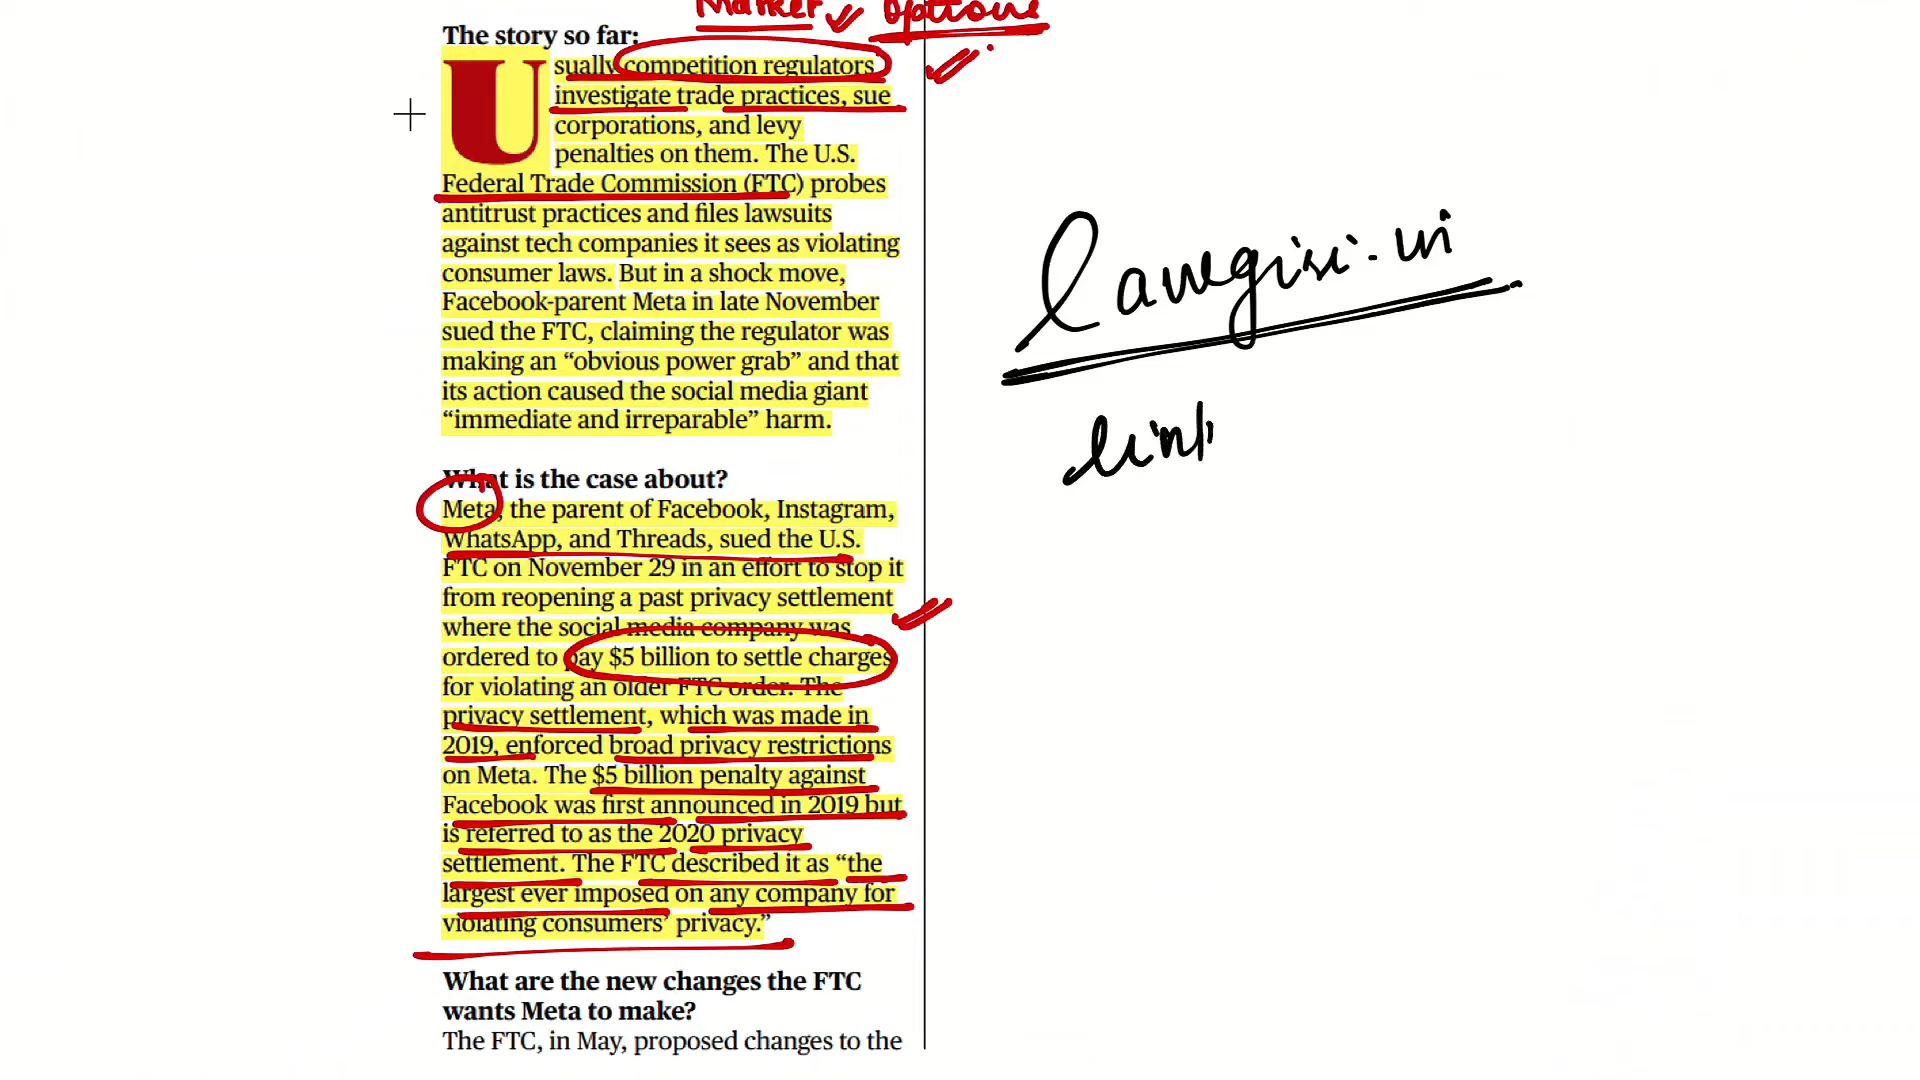 Market Options
The story so far:
Usually competition regulators
investigate trade practices, sue
corporations, and levy
penalties on them. The U.S.
Federal Trade Commission (FTC) probes
antitrust practices and files lawsuits
against tech companies it sees as violating
consumer laws. But in a shock move,
Facebook-parent Meta in late November
sued the FTC, claiming the regulator was
making an “obvious power grab” and that
its action caused the social media giant
“immediate and irreparable” harm.
What is the case about?
Meta, the parent of Facebook, Instagram,
WhatsApp, and Threads, sued the U.S.
FTC on November 29 in an effort to stop it
from reopening a past privacy settlement
where the social media company was
ordered to pay $5 billion to settle charges
for violating an older FTC order. The
privacy settlement, which was made in
2019, enforced broad privacy restrictions
on Meta. The $5 billion penalty against
Facebook was first announced in 2019 but
is referred to as the 2020 privacy
settlement. The FTC described it as “the
largest ever imposed on any company for
violating consumers’ privacy.”
What are the new changes the FTC
wants Meta to make?
The FTC, in May, proposed changes to the